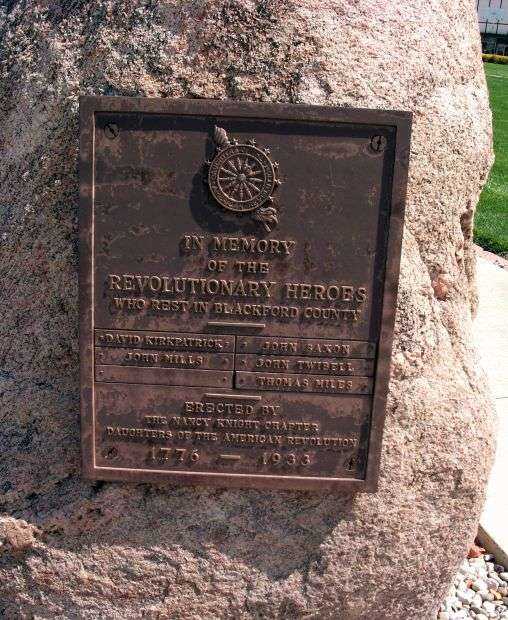 IN MEMORY
OF THE
REVOLUTIONARY HEROES
WHO REST IN BLACKFORD COUNTY
DAVID KIRKPATRICK
JOHN MILLS
JOHN SAXON
JOHN TWIBELL
THOMAS MILES
ERECTED BY
THE NANCY KNIGHT CHAPTER
DAUGHTERS OF THE AMERICAN REVOLUTION
1776 — 1933